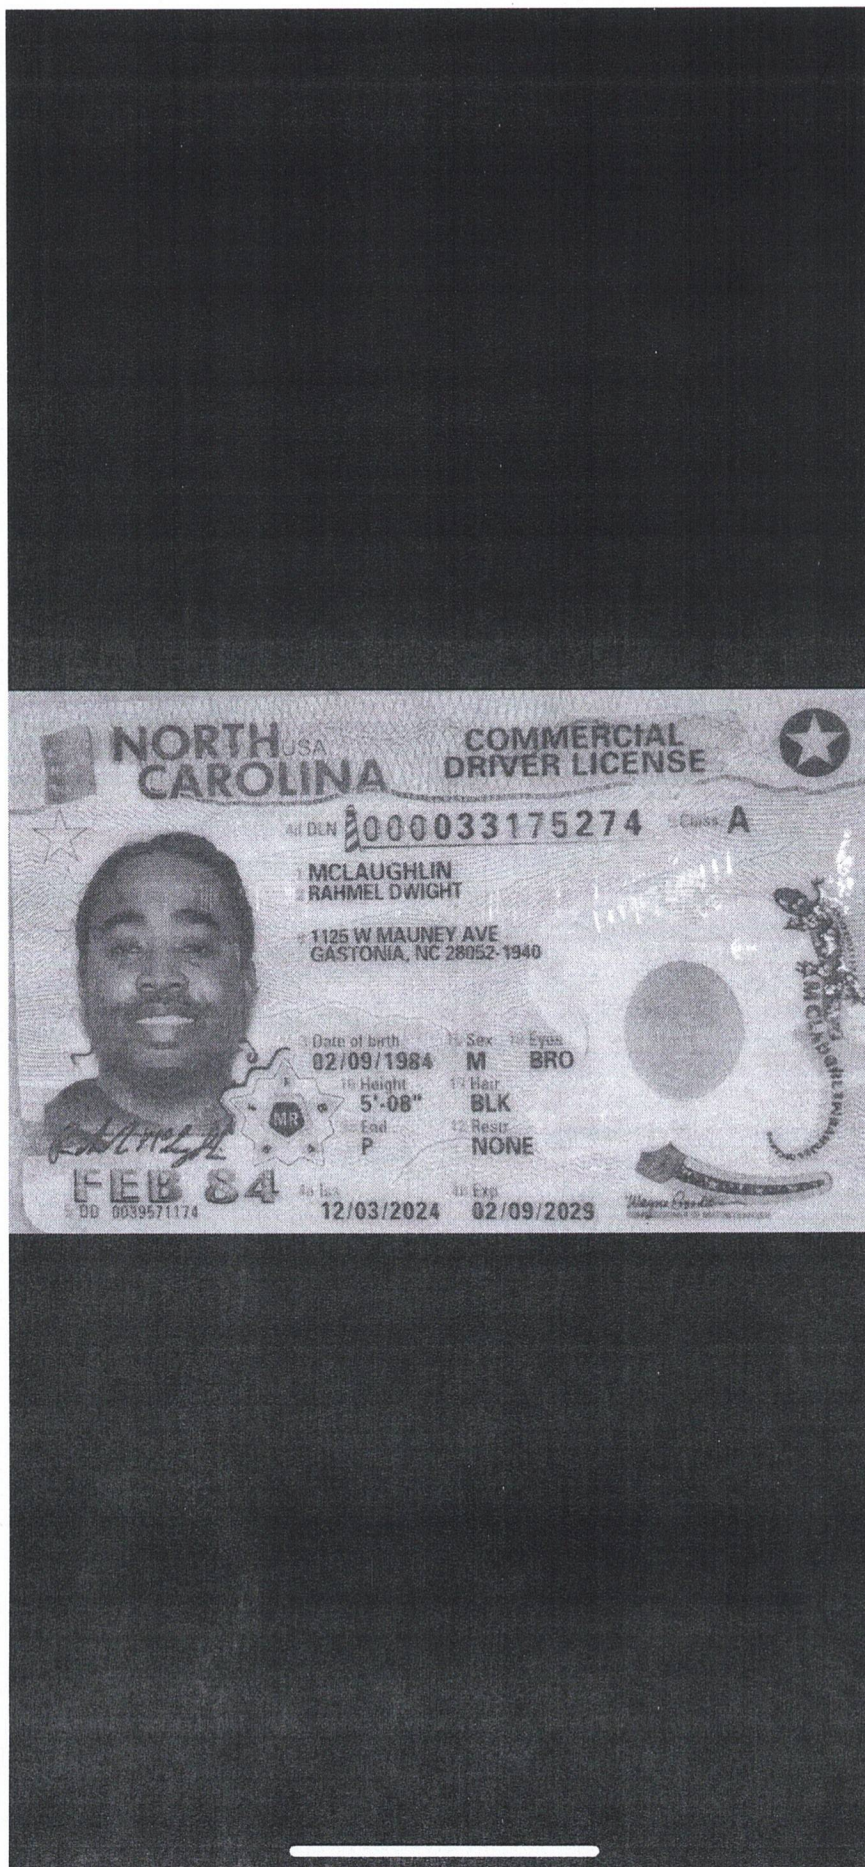 NORTH USA
CAROLINA
COMMERCIAL
DRIVER LICENSE
4d DLN 000033175274 9 Class A
1 MCLAUGHLIN
2 RAHMEL DWIGHT
8 1125 W MAUNEY AVE
GASTONIA, NC 28052-1940
3 Date of birth 15 Sex 18 Eyes
02/09/1984 M BRO
16 Height 19 Hair
5'-08" BLK
9a End 12 Restr
P NONE
MR
FEB 84
5 DD 0039571174
4a Iss 4b Exp
12/03/2024 02/09/2029